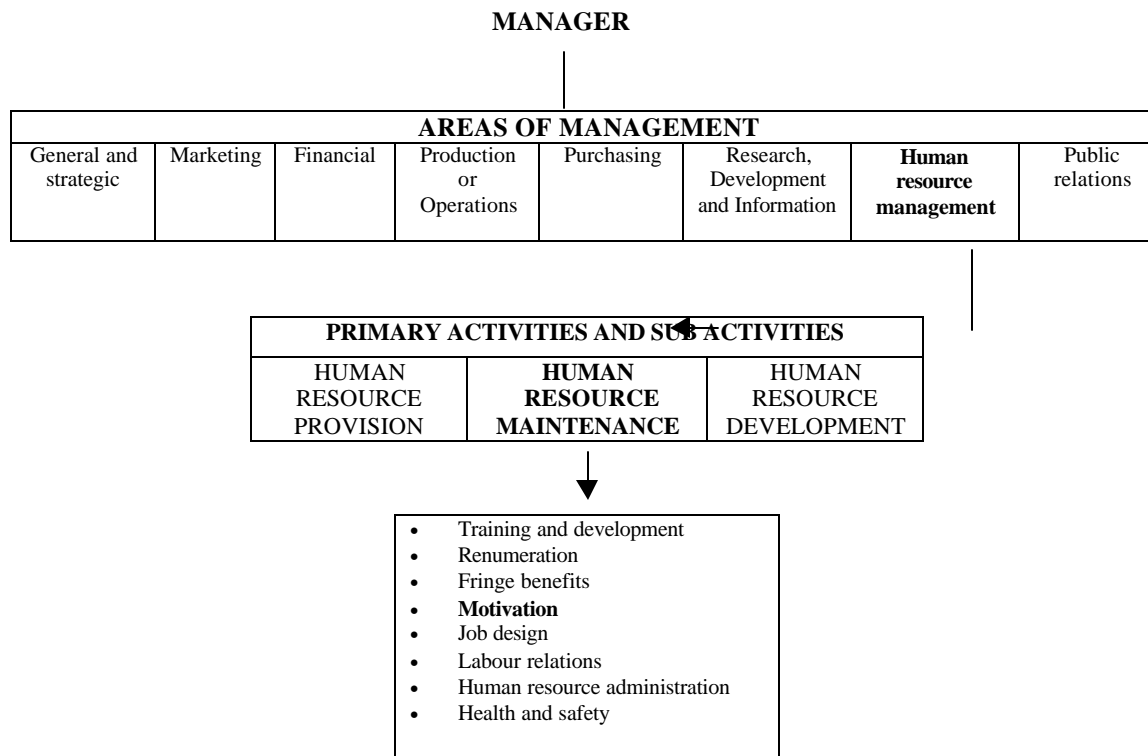 MANAGER
AREAS OF MANAGEMENT
General and
strategic
Marketing
Financial
Production
or
Operations
Purchasing
Research,
Development
and Information
Human
resource
management
Public
relations
PRIMARY ACTIVITIES AND SUB ACTIVITIES
HUMAN
RESOURCE
PROVISION
HUMAN
RESOURCE
MAINTENANCE
HUMAN
RESOURCE
DEVELOPMENT
• Training and development
• Renumeration
• Fringe benefits
• Motivation
• Job design
• Labour relations
• Human resource administration
• Health and safety